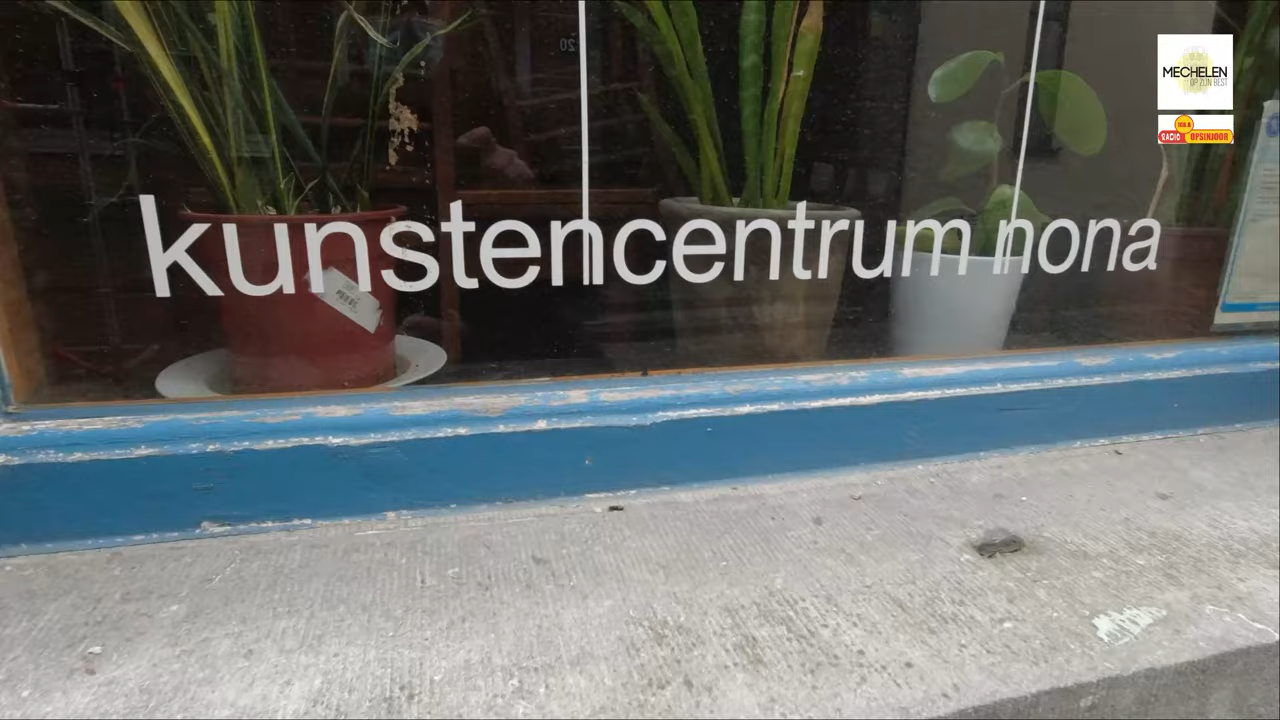 MECHELEN
OP ZIJN BEST
RADIO
OPSINJOOR
kunstencentrum nona